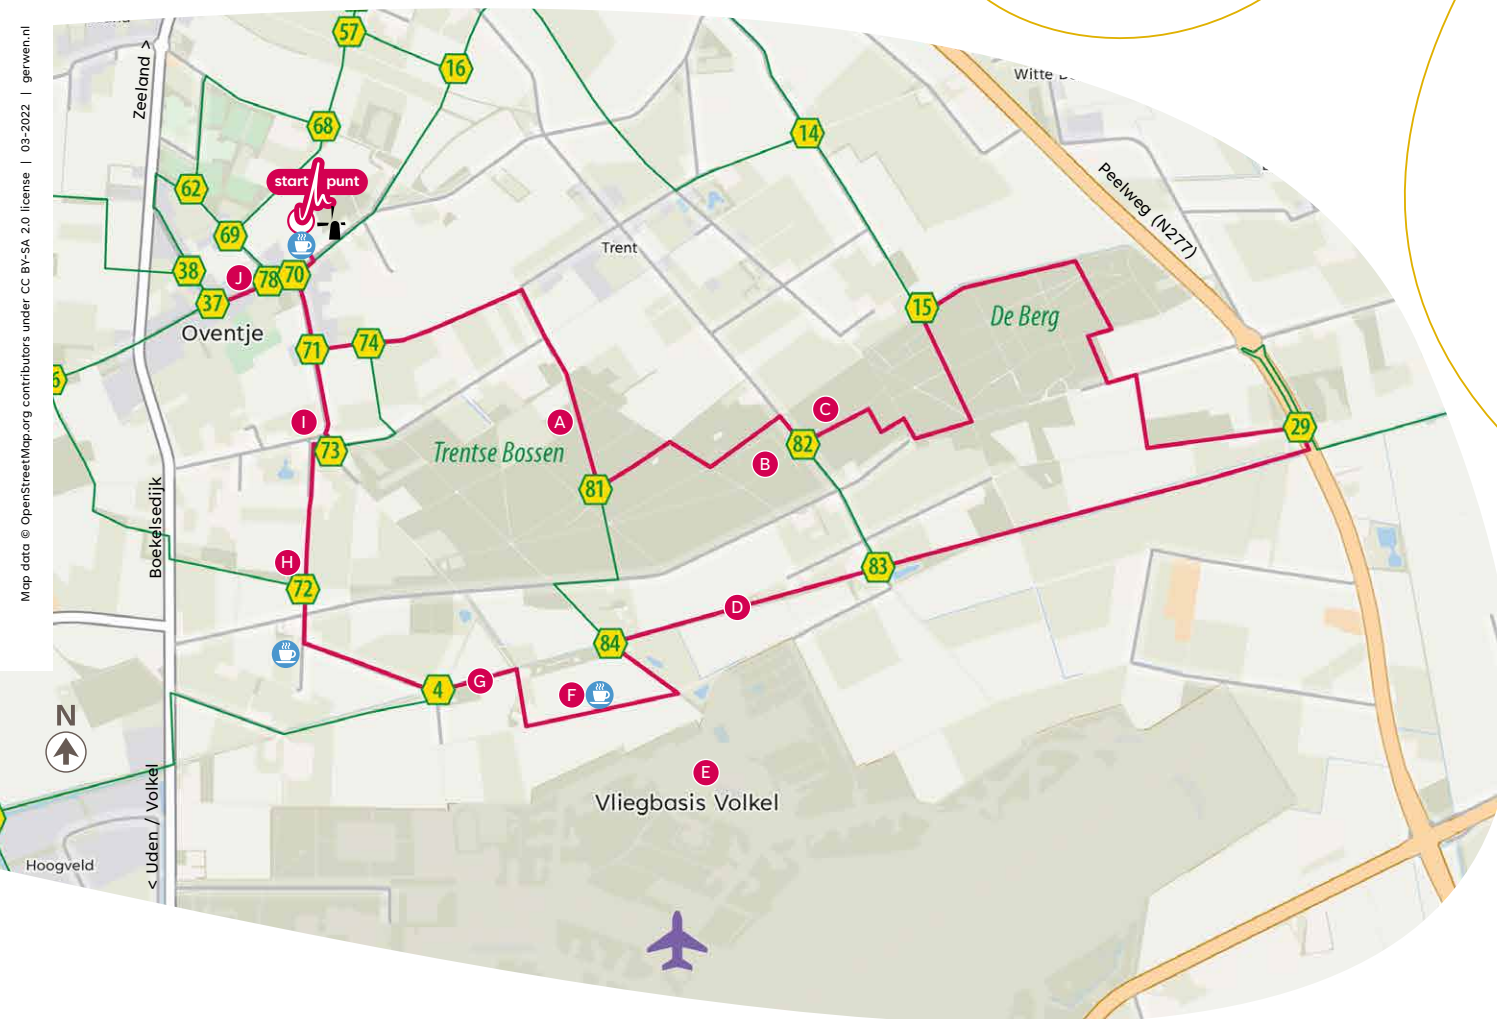 Map data © OpenStreetMap.org contributors under CC BY-SA 2.0 license | 03-2022 | gerwen.nl
Zeeland >
57
16
Witte
68
14
start punt
62
Peelweg (N277)
69
Trent
38
J
78
70
37
15
De Berg
Oventje
71
74
C
I
A
29
73
Trentse Bossen
82
B
81
Boekelsedijk
H
83
72
D
84
4
G
F
N
E
Vliegbasis Volkel
< Uden / Volkel
Hoogveld